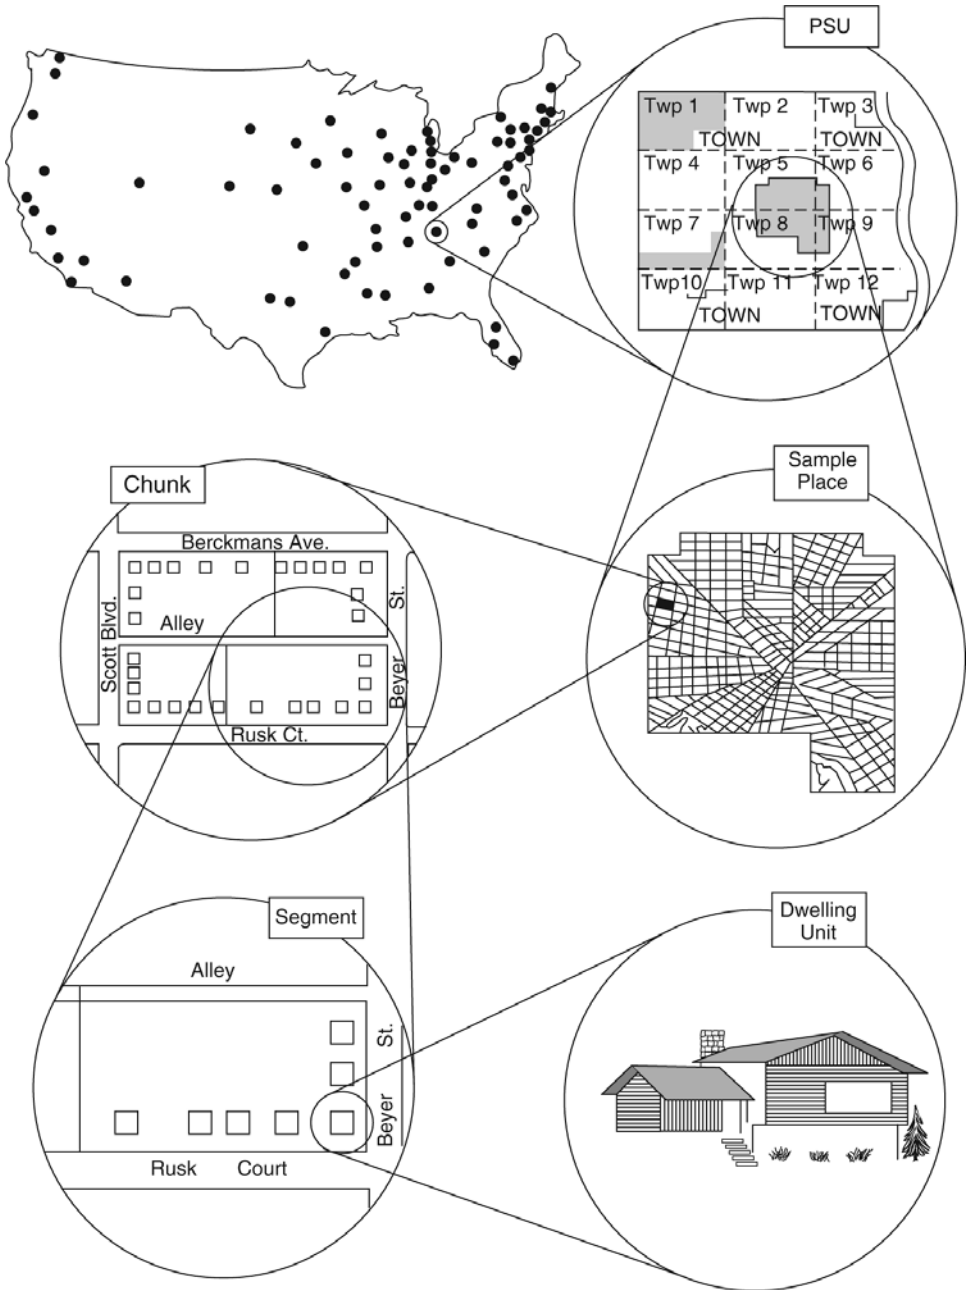 PSU
Twp 1 Twp 2 Twp 3
TOWN TOWN
Twp 4 Twp 5 Twp 6
Twp 7 Twp 8 Twp 9
Twp10 Twp 11 Twp 12
TOWN TOWN
Chunk
Berckmans Ave.
Scott Blvd.
Alley
St.
Beyer
Rusk Ct.
Sample
Place
Segment
Alley
St.
Beyer
Rusk Court
Dwelling
Unit